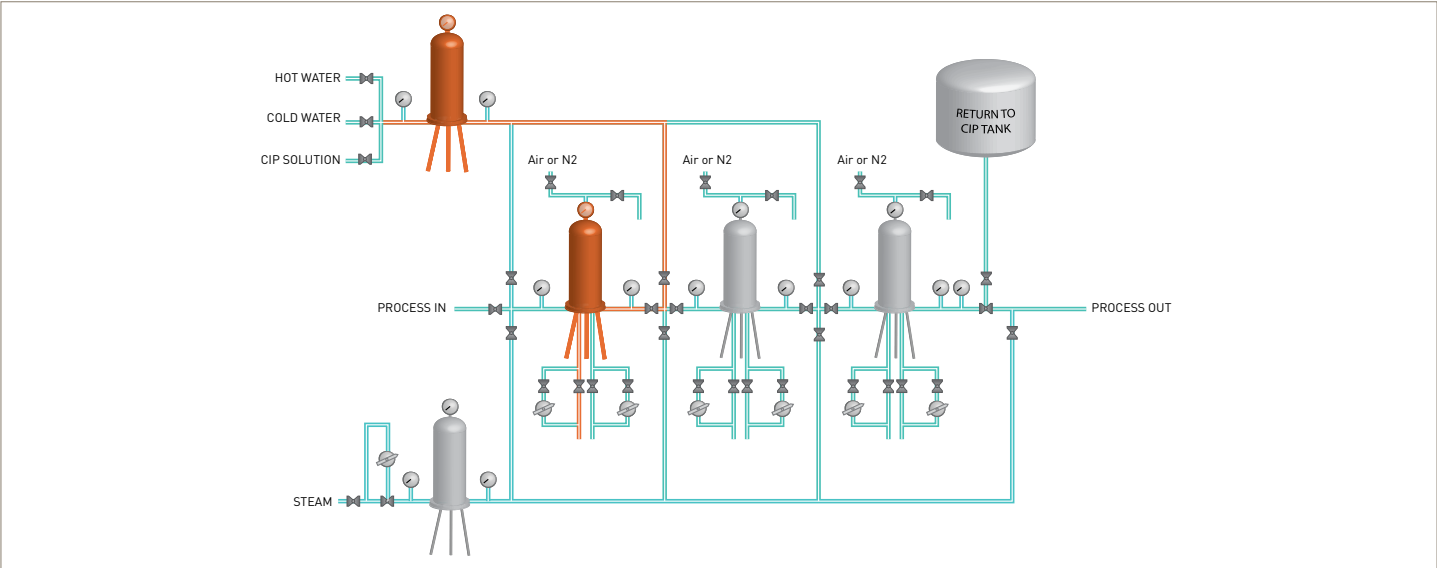 HOT WATER
COLD WATER
CIP SOLUTION
RETURN TO
CIP TANK
Air or N2
Air or N2
Air or N2
PROCESS IN
PROCESS OUT
STEAM